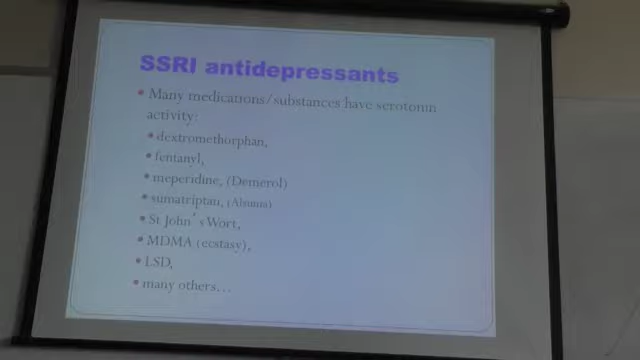 SSRI antidepressants
• Many medications/substances have serotonin
activity:
• dextromethorphan,
• fentanyl,
• meperidine, (Demerol)
• sumatriptan, (Alsuma)
• St John's Wort,
• MDMA (ecstasy),
• LSD,
• many others...